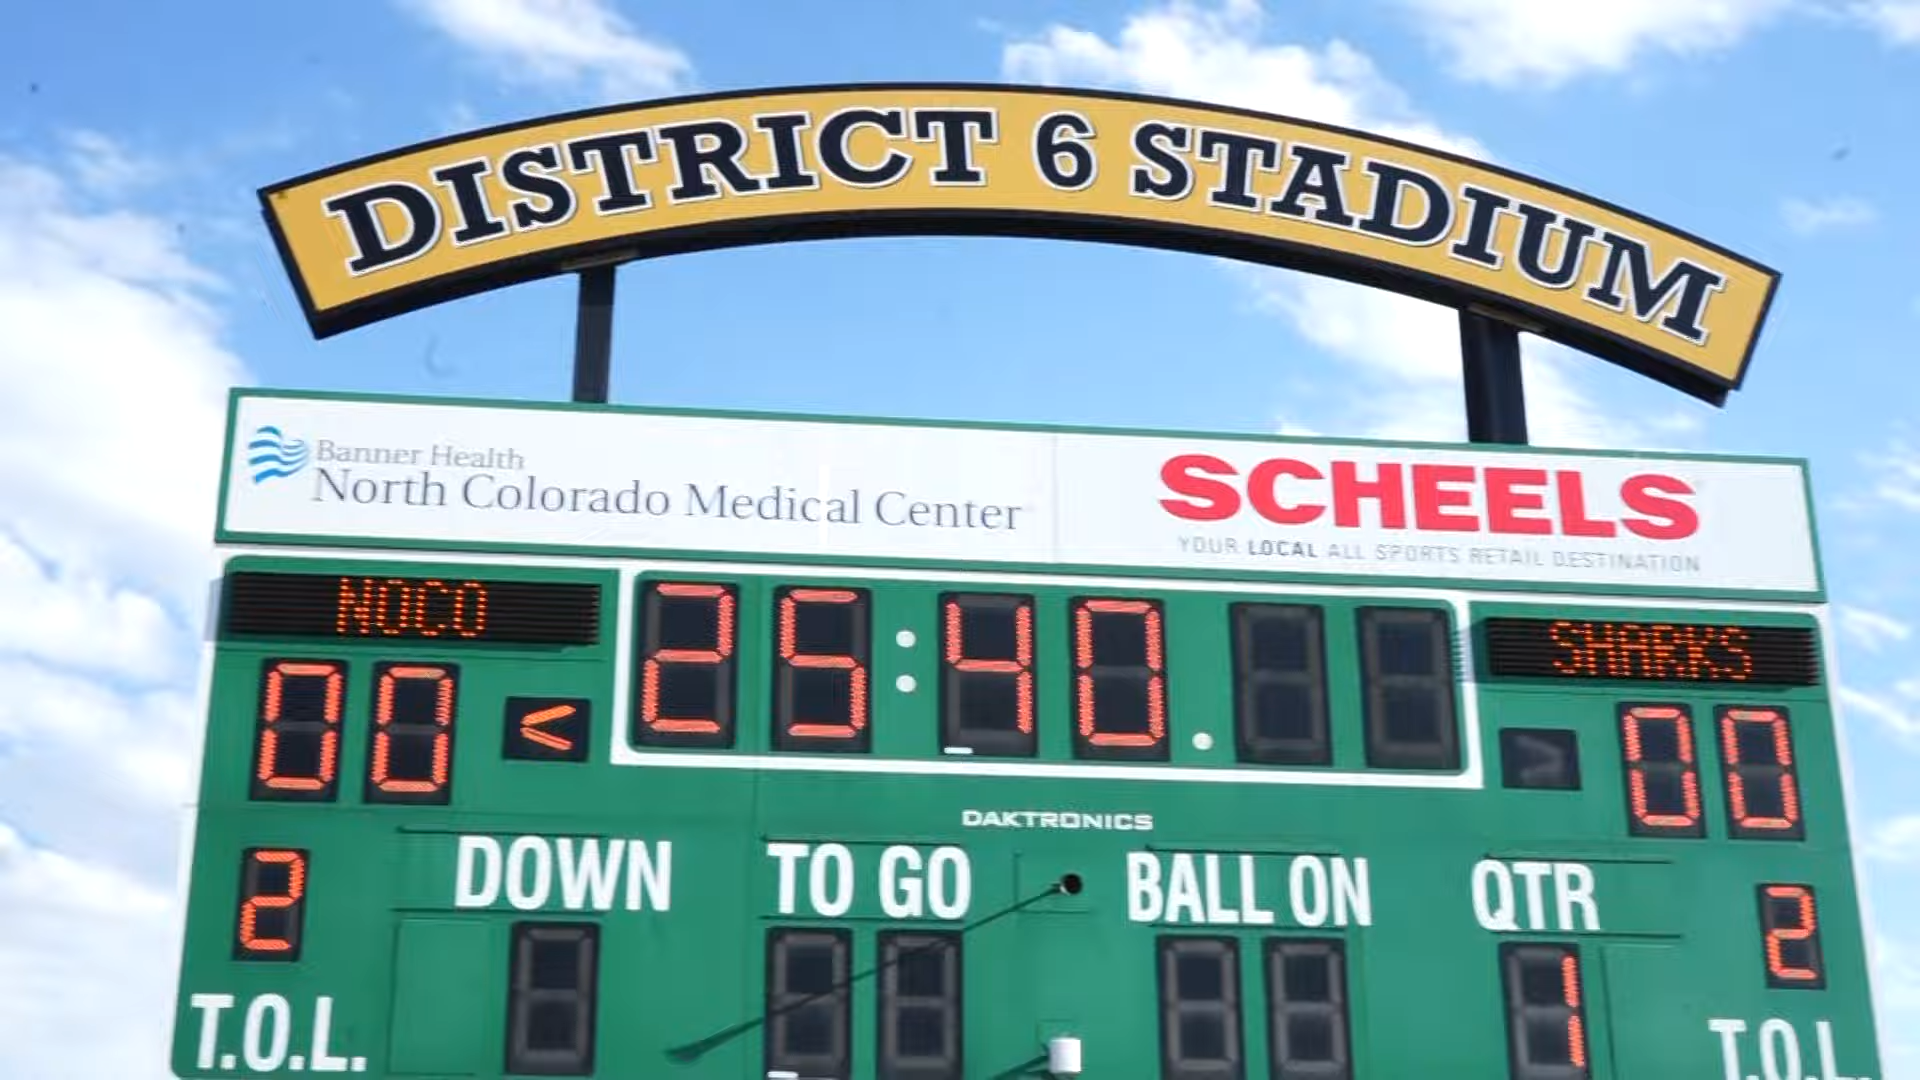 DISTRICT 6 STADIUM
Banner Health
North Colorado Medical Center
SCHEELS
YOUR LOCAL ALL SPORTS RETAIL DESTINATION
NOCO
25:40.
SHARKS
00 <
> 00
DAKTRONICS
2
DOWN
TO GO
BALL ON
QTR
2
T.O.L.
1
T.O.L.